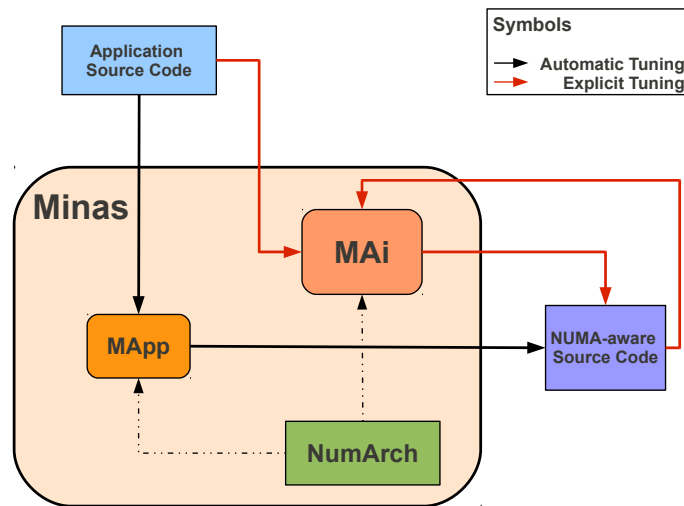 Application
Source Code
Symbols
Automatic Tuning
Explicit Tuning
Minas
MAi
MApp
NUMA-aware
Source Code
NumArch